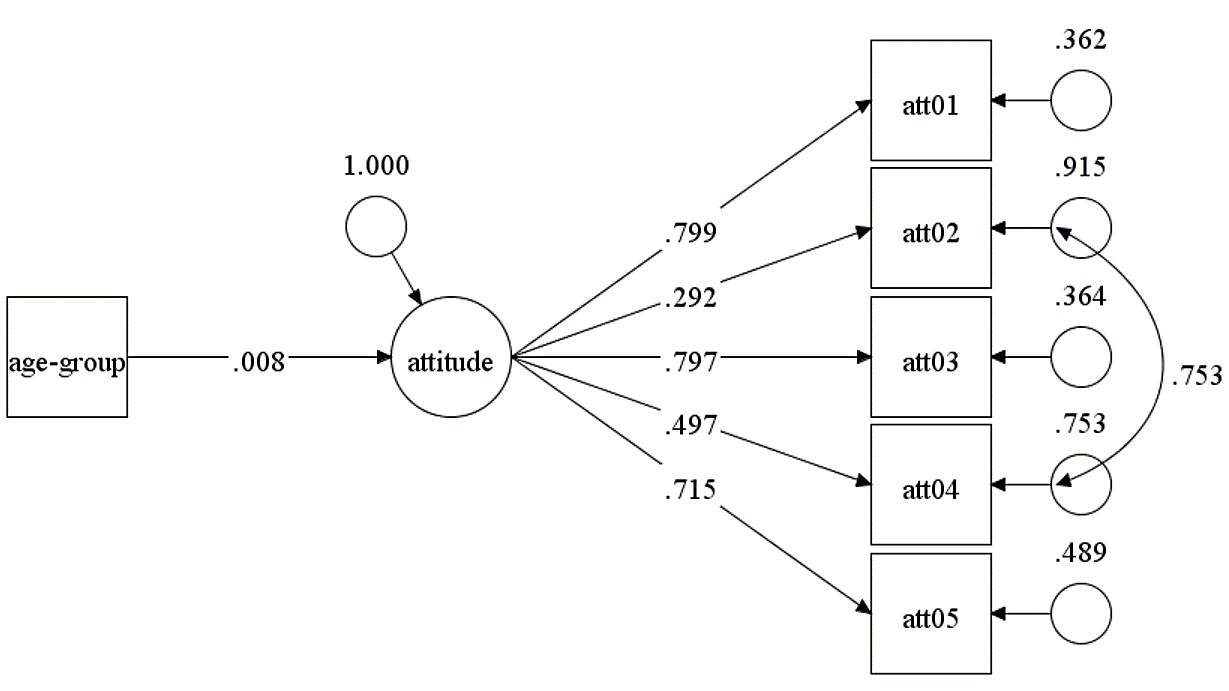 .362
att01
1.000
.915
.799
att02
.292
.364
age-group
.008
attitude
.797
att03
.753
.753
.497
att04
.715
.489
att05